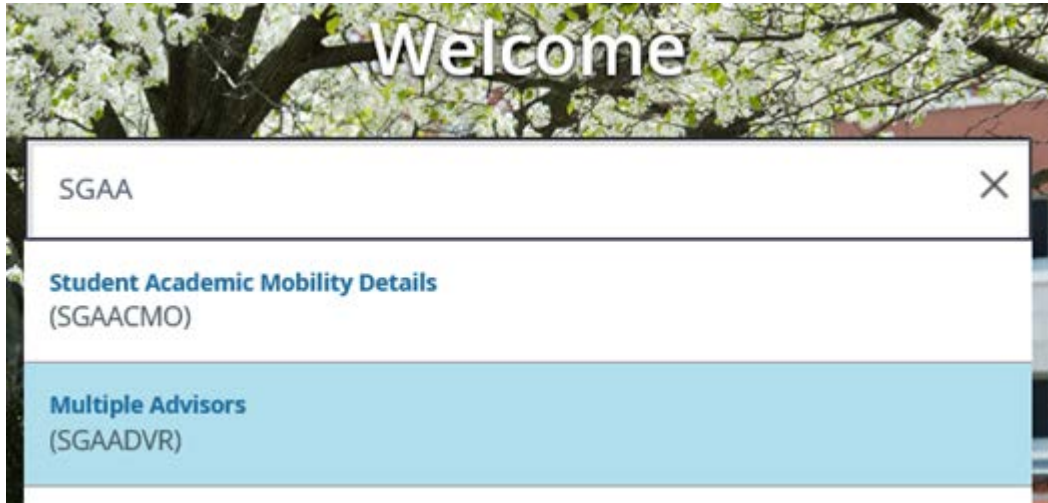 Welcome
SGAA
Student Academic Mobility Details
(SGAACMO)
Multiple Advisors
(SGAADVR)